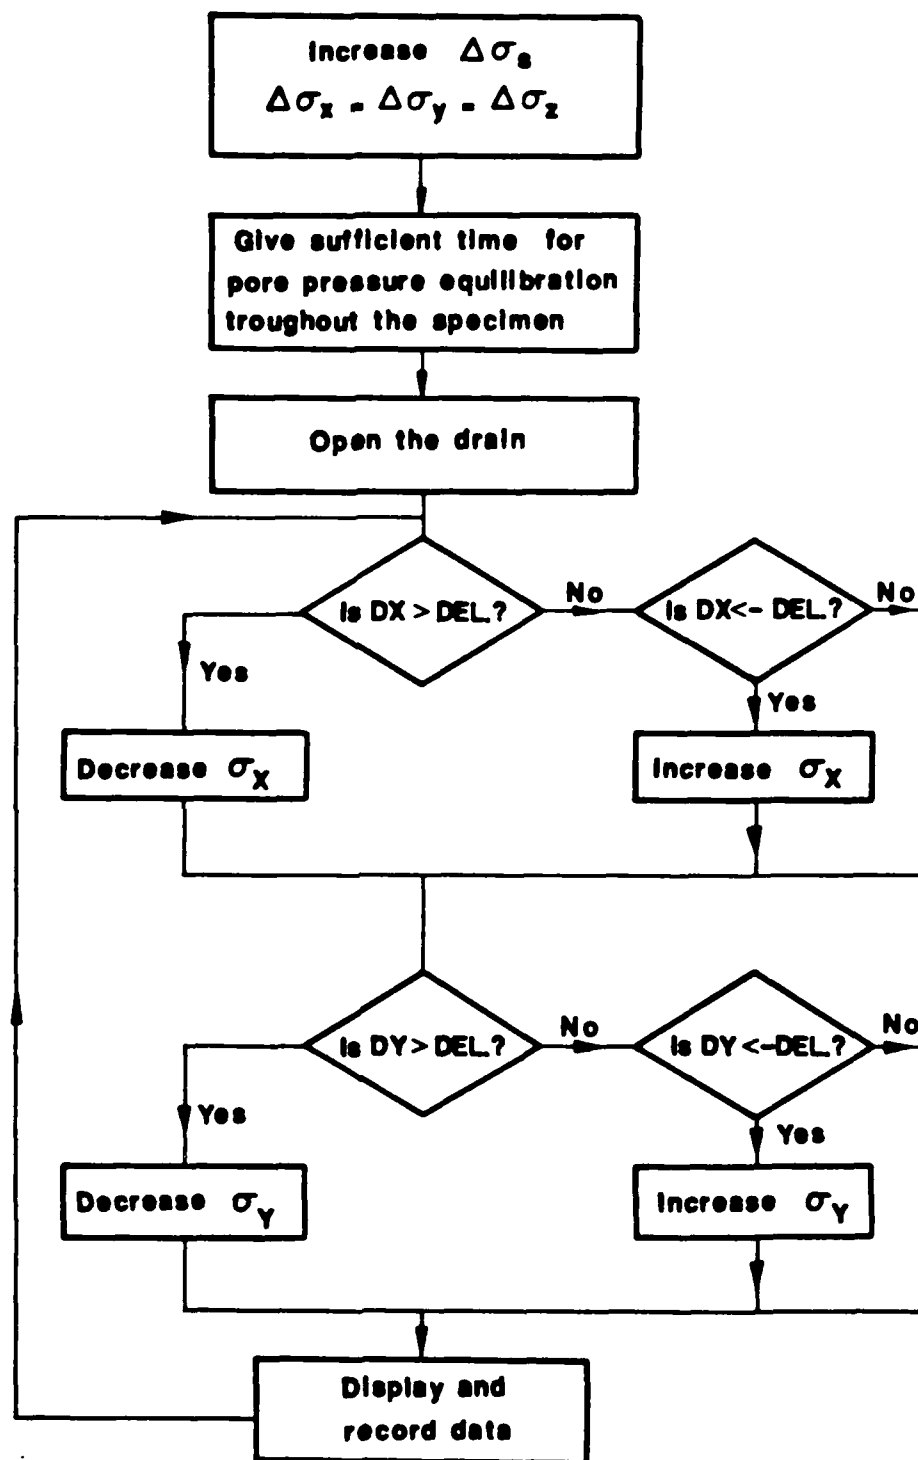 Increase Δσs
Δσx = Δσy = Δσz
Give sufficient time for
pore pressure equilibration
troughout the specimen
Open the drain
Is DX > DEL.?
No
Is DX<- DEL.?
No
Yes
Yes
Decrease σX
Increase σX
Is DY> DEL.?
No
Is DY <-DEL.?
No
Yes
Yes
Decrease σY
Increase σY
Display and
record data